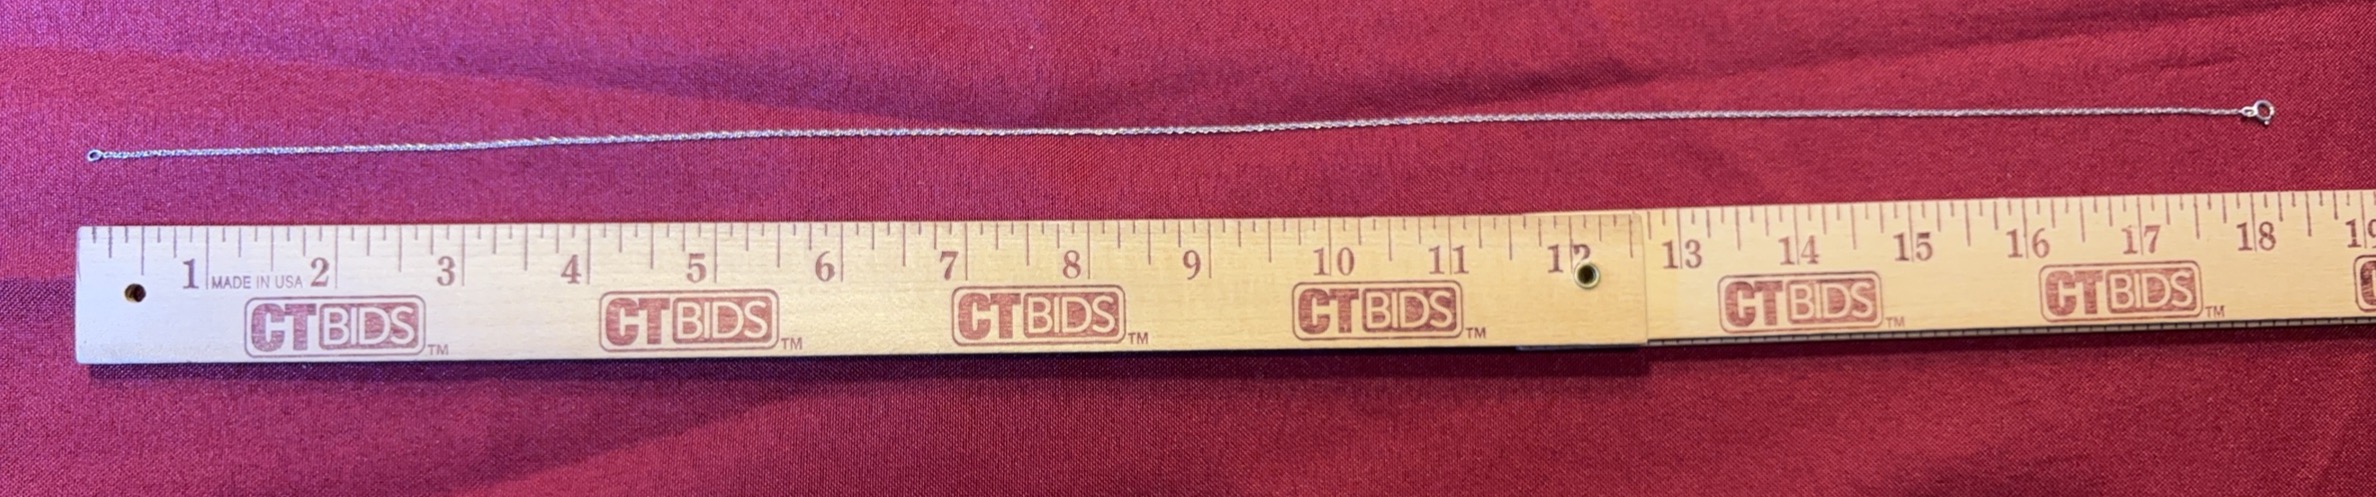 1 2 3 4 5 6 7 8 9 10 11 12 13 14 15 16 17 18
MADE IN USA
CTBIDS™ CTBIDS™ CTBIDS™ CTBIDS™ CTBIDS™ CTBIDS™